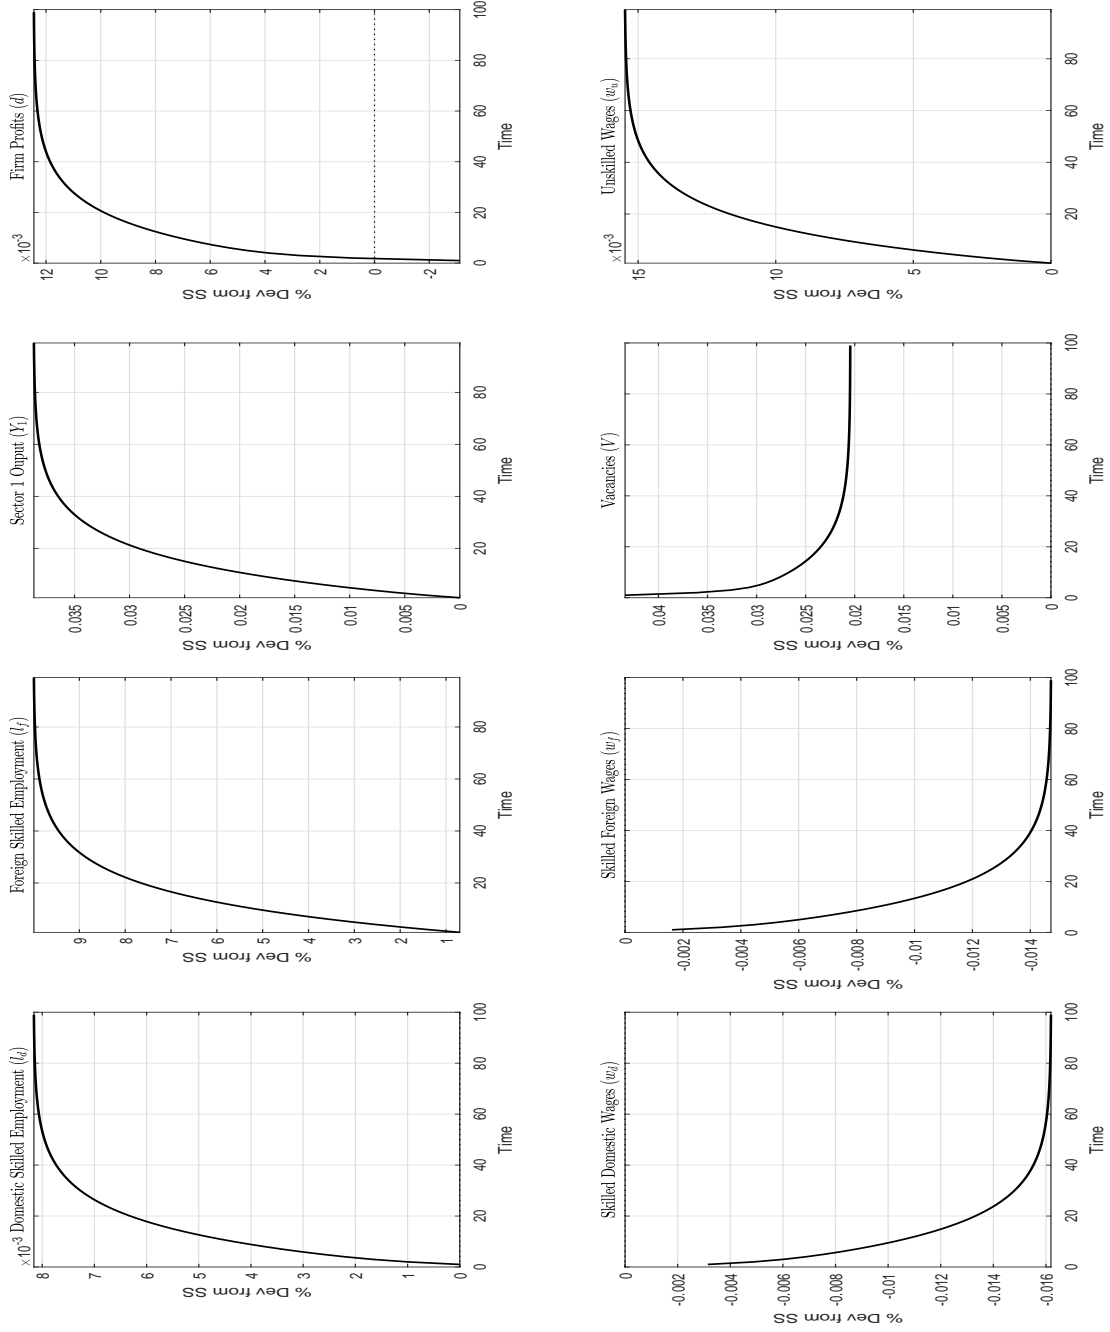 ×10⁻³ Domestic Skilled Employment (l_d)
% Dev from SS
8
7
6
5
4
3
2
1
0
0 20 40 60 80 100
Time
Foreign Skilled Employment (l_f)
% Dev from SS
9
8
7
6
5
4
3
2
1
20 40 60 80
Time
Sector 1 Ouput (Y_1)
% Dev from SS
0.035
0.03
0.025
0.02
0.015
0.01
0.005
0
20 40 60 80
Time
×10⁻³ Firm Profits (d)
% Dev from SS
12
10
8
6
4
2
0
-2
0 20 40 60 80 100
Time
Skilled Domestic Wages (w_d)
% Dev from SS
0
-0.002
-0.004
-0.006
-0.008
-0.01
-0.012
-0.014
-0.016
0 20 40 60 80 100
Time
Skilled Foreign Wages (w_f)
% Dev from SS
0
-0.002
-0.004
-0.006
-0.008
-0.01
-0.012
-0.014
0 20 40 60 80 100
Time
Vacancies (V)
% Dev from SS
0.04
0.035
0.03
0.025
0.02
0.015
0.01
0.005
0
0 20 40 60 80 100
Time
×10⁻³ Unskilled Wages (w_u)
% Dev from SS
15
10
5
0
20 40 60 80
Time